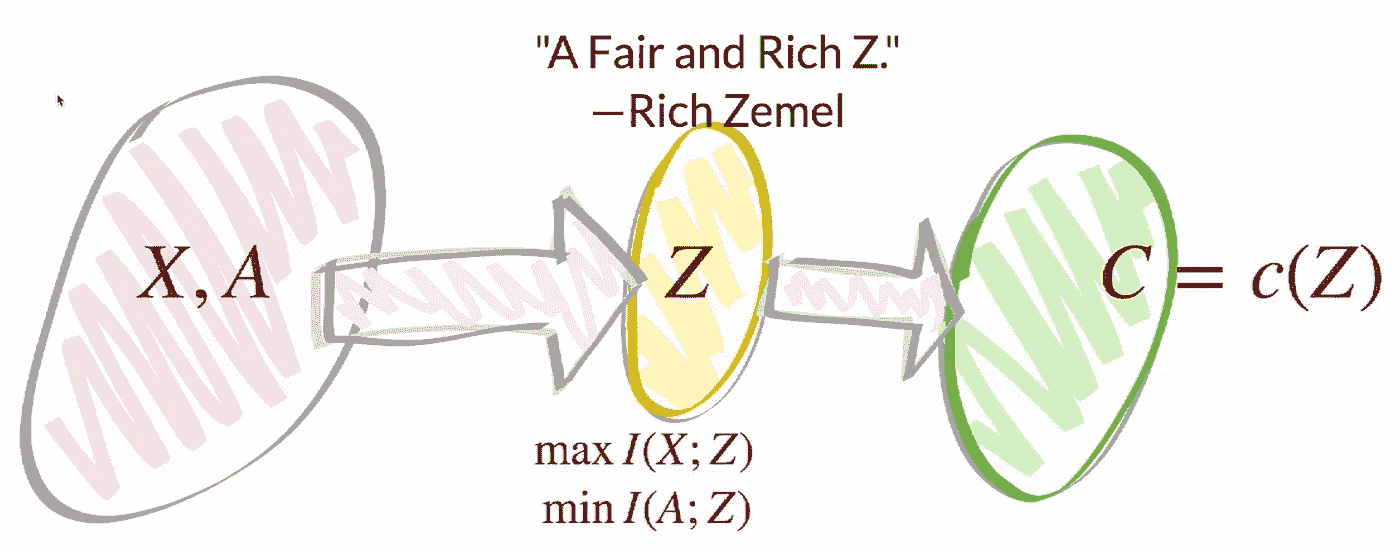 "A Fair and Rich Z."
—Rich Zemel
X, A
Z
C = c(Z)
max I(X; Z)
min I(A; Z)